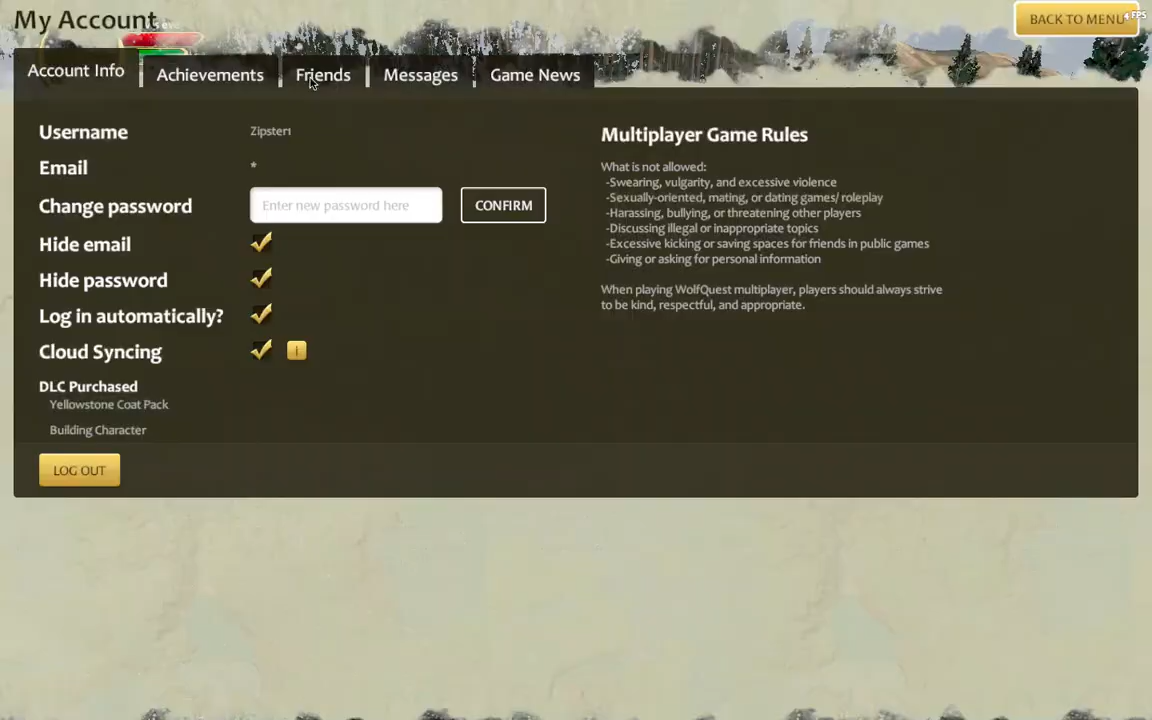 My Account
BACK TO MENU
FPS
Account Info
Achievements
Friends
Messages
Game News
Username
Zipster1
Email
*
Change password
Enter new password here
CONFIRM
Hide email
Hide password
Log in automatically?
Cloud Syncing
i
DLC Purchased
Yellowstone Coat Pack
Building Character
LOG OUT
Multiplayer Game Rules
What is not allowed:
-Swearing, vulgarity, and excessive violence
-Sexually-oriented, mating, or dating games/ roleplay
-Harassing, bullying, or threatening other players
-Discussing illegal or inappropriate topics
-Excessive kicking or saving spaces for friends in public games
-Giving or asking for personal information
When playing WolfQuest multiplayer, players should always strive
to be kind, respectful, and appropriate.